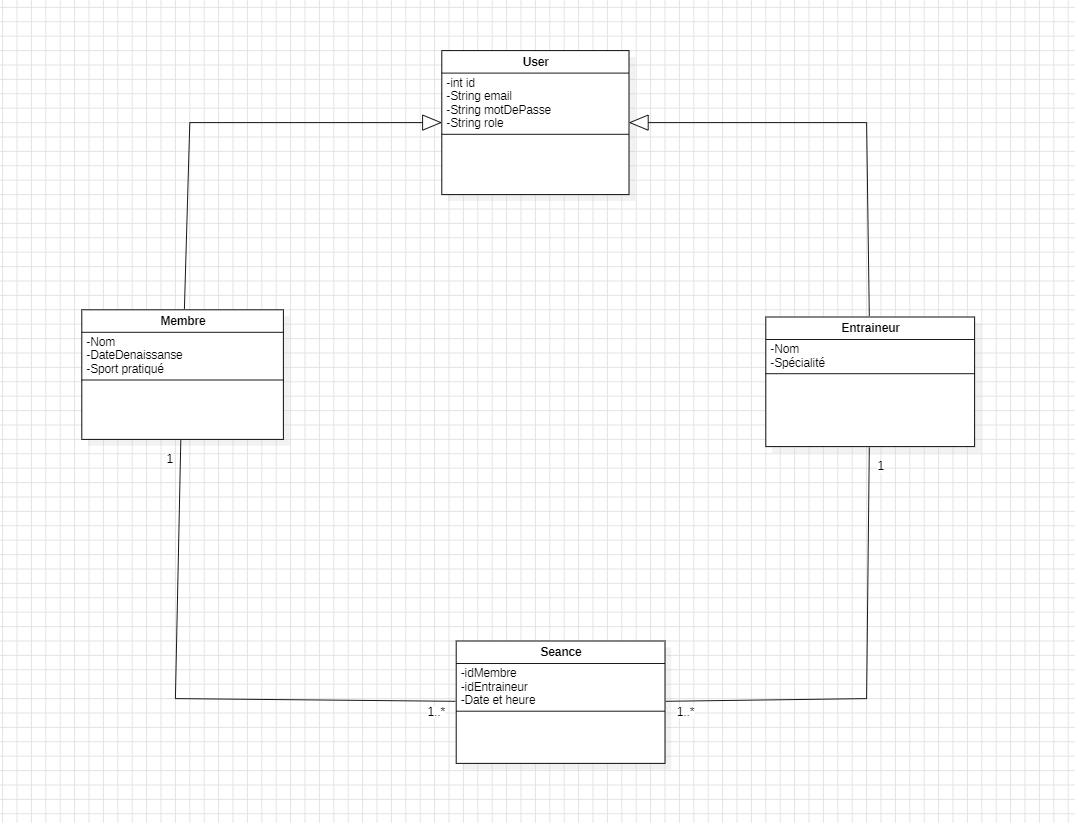 User
-int id
-String email
-String motDePasse
-String role
Membre
-Nom
-DateDenaissanse
-Sport pratiqué
Entraineur
-Nom
-Spécialité
1
1
Seance
-idMembre
-idEntraineur
-Date et heure
1..*
1..*